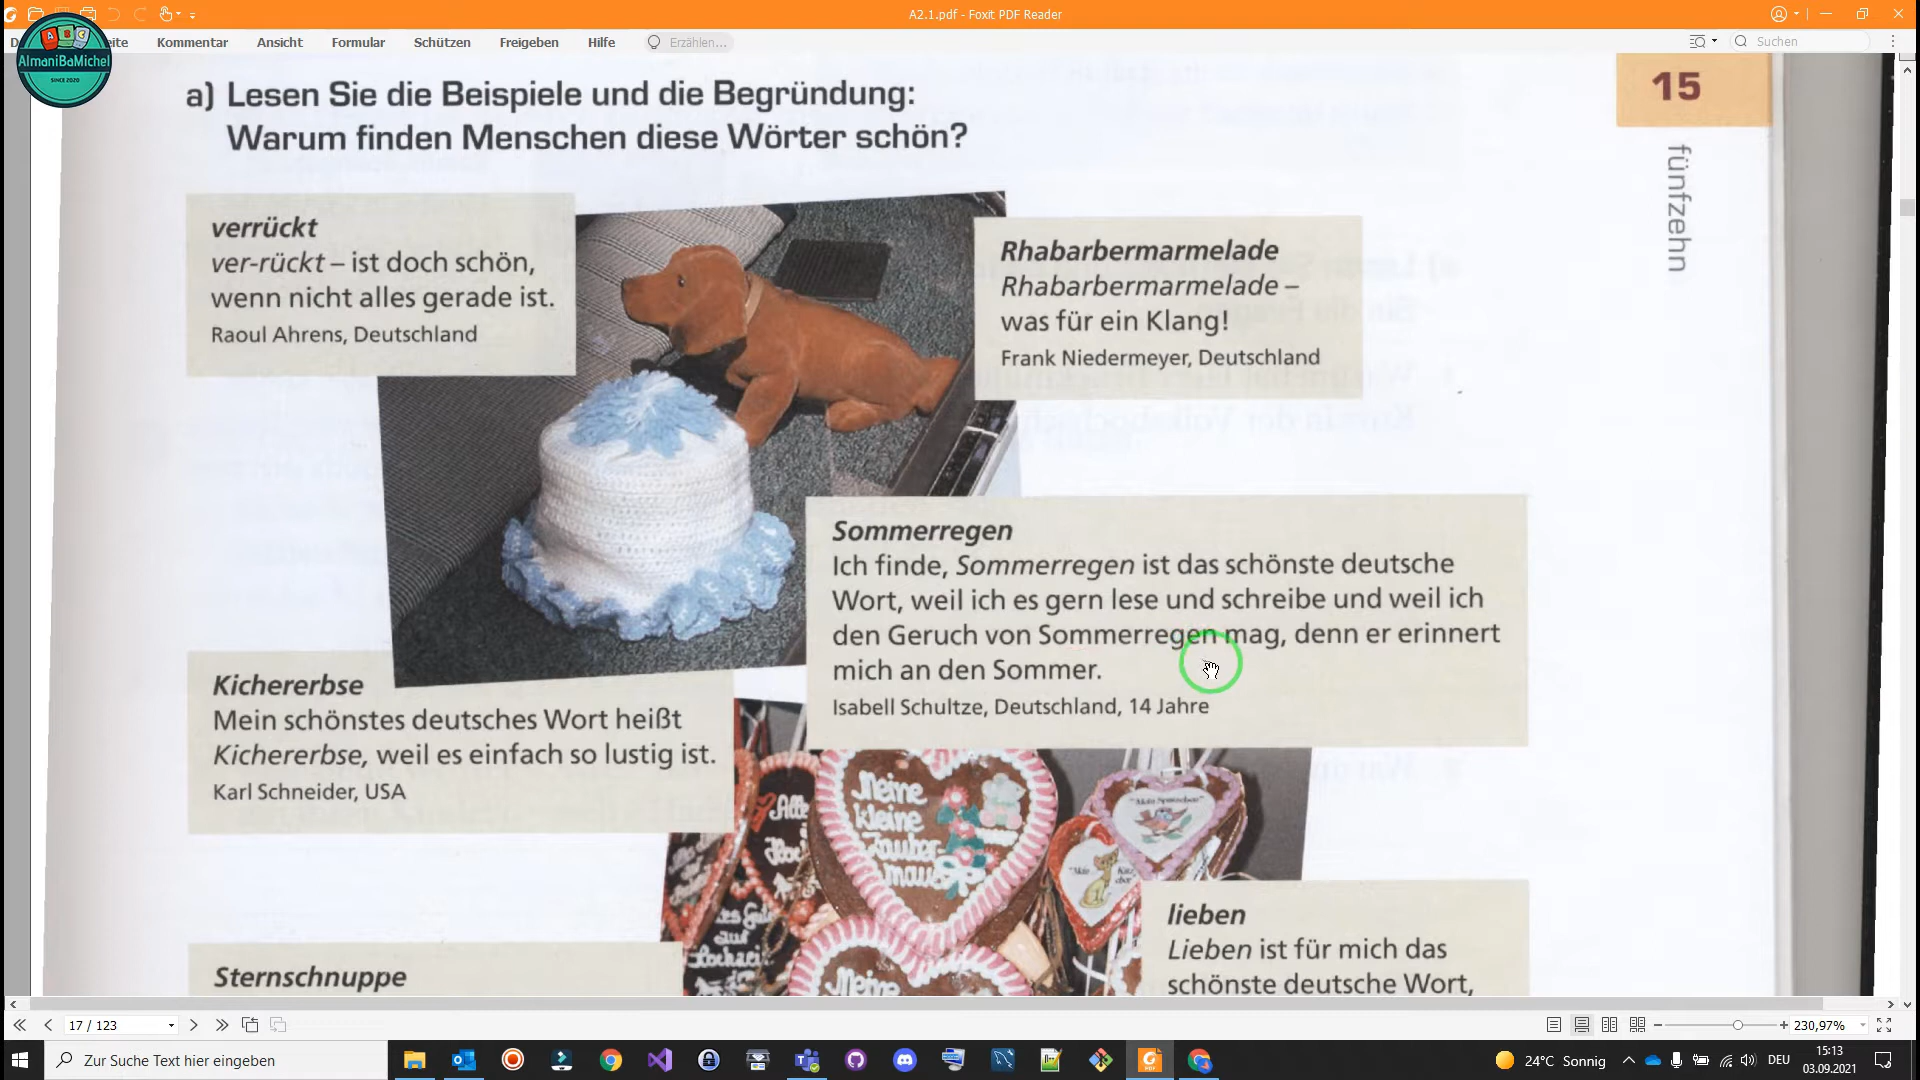 A2.1.pdf - Foxit PDF Reader
Kommentar Ansicht Formular Schützen Freigeben Hilfe Erzählen... Suchen
ABC
AlmaniBaMichel
SINCE 2020
a) Lesen Sie die Beispiele und die Begründung:
Warum finden Menschen diese Wörter schön?
15
fünfzehn
verrückt
ver-rückt – ist doch schön,
wenn nicht alles gerade ist.
Raoul Ahrens, Deutschland
Rhabarbermarmelade
Rhabarbermarmelade –
was für ein Klang!
Frank Niedermeyer, Deutschland
Sommerregen
Ich finde, Sommerregen ist das schönste deutsche
Wort, weil ich es gern lese und schreibe und weil ich
den Geruch von Sommerregen mag, denn er erinnert
mich an den Sommer.
Isabell Schultze, Deutschland, 14 Jahre
Kichererbse
Mein schönstes deutsches Wort heißt
Kichererbse, weil es einfach so lustig ist.
Karl Schneider, USA
Meine
kleine
Zauber-
maus
Meine
lieben
Lieben ist für mich das
schönste deutsche Wort,
Sternschnuppe
17 / 123
230,97%
Zur Suche Text hier eingeben
24°C Sonnig
DEU
15:13
03.09.2021